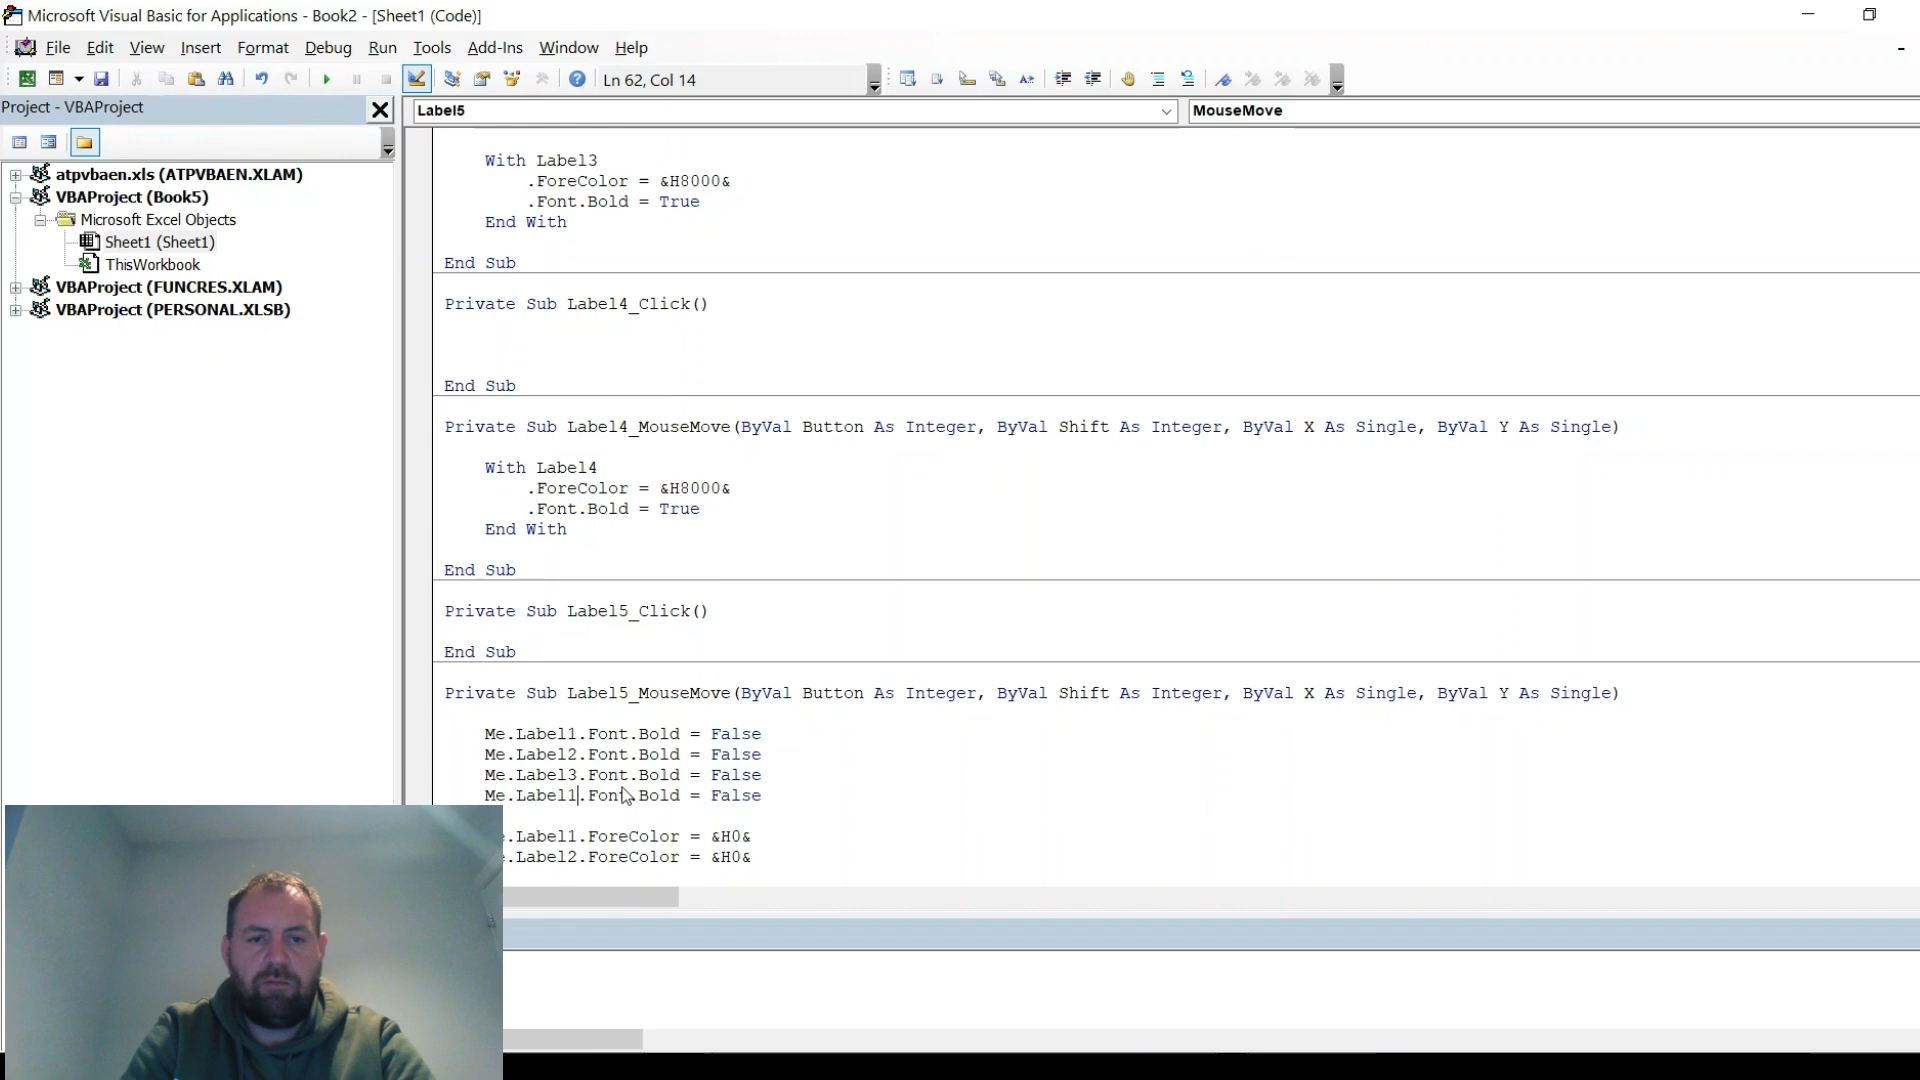 Microsoft Visual Basic for Applications - Book2 - [Sheet1 (Code)]
File Edit View Insert Format Debug Run Tools Add-Ins Window Help
Ln 62, Col 14
Project - VBAProject
Label5
MouseMove
atpvbaen.xls (ATPVBAEN.XLAM)
VBAProject (Book5)
Microsoft Excel Objects
Sheet1 (Sheet1)
ThisWorkbook
VBAProject (FUNCRES.XLAM)
VBAProject (PERSONAL.XLSB)
With Label3
.ForeColor = &H8000&
.Font.Bold = True
End With
End Sub
Private Sub Label4_Click()
End Sub
Private Sub Label4_MouseMove(ByVal Button As Integer, ByVal Shift As Integer, ByVal X As Single, ByVal Y As Single)
With Label4
.ForeColor = &H8000&
.Font.Bold = True
End With
End Sub
Private Sub Label5_Click()
End Sub
Private Sub Label5_MouseMove(ByVal Button As Integer, ByVal Shift As Integer, ByVal X As Single, ByVal Y As Single)
Me.Label1.Font.Bold = False
Me.Label2.Font.Bold = False
Me.Label3.Font.Bold = False
Me.Label1.Font.Bold = False
.Label1.ForeColor = &H0&
.Label2.ForeColor = &H0&